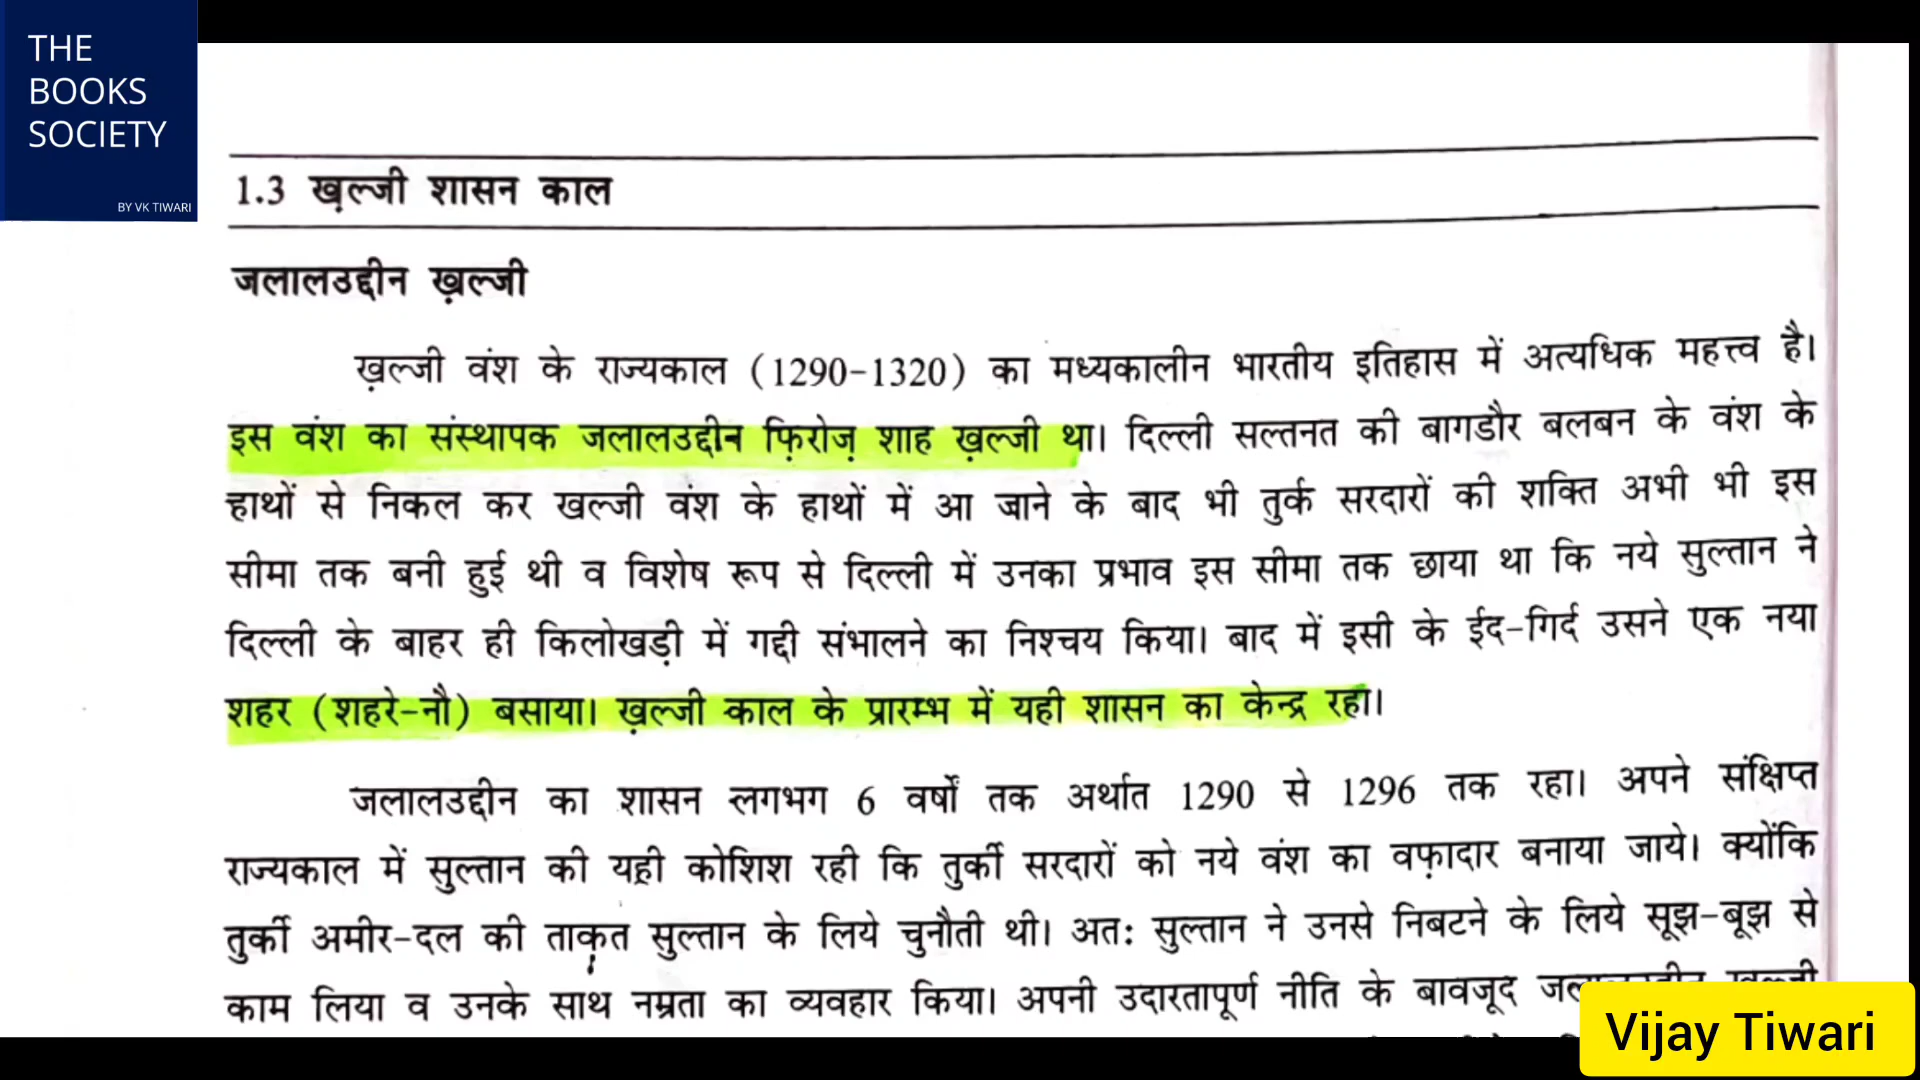 THE
BOOKS
SOCIETY
BY VK TIWARI
1.3 ख़ल्जी शासन काल
जलालउद्दीन ख़ल्जी
ख़ल्जी वंश के राज्यकाल (1290-1320) का मध्यकालीन भारतीय इतिहास में अत्यधिक महत्त्व है।
इस वंश का संस्थापक जलालउद्दीन फ़िरोज़ शाह ख़ल्जी था। दिल्ली सल्तनत की बागडौर बलबन के वंश के
हाथों से निकल कर खल्जी वंश के हाथों में आ जाने के बाद भी तुर्क सरदारों की शक्ति अभी भी इस
सीमा तक बनी हुई थी व विशेष रूप से दिल्ली में उनका प्रभाव इस सीमा तक छाया था कि नये सुल्तान ने
दिल्ली के बाहर ही किलोखड़ी में गद्दी संभालने का निश्चय किया। बाद में इसी के ईद-गिर्द उसने एक नया
शहर (शहरे-नौ) बसाया। ख़ल्जी काल के प्रारम्भ में यही शासन का केन्द्र रहा।
जलालउद्दीन का शासन लगभग 6 वर्षों तक अर्थात 1290 से 1296 तक रहा। अपने संक्षिप्त
राज्यकाल में सुल्तान की यही कोशिश रही कि तुर्की सरदारों को नये वंश का वफ़ादार बनाया जाये। क्योंकि
तुर्की अमीर-दल की ताक़त सुल्तान के लिये चुनौती थी। अतः सुल्तान ने उनसे निबटने के लिये सूझ-बूझ से
काम लिया व उनके साथ नम्रता का व्यवहार किया। अपनी उदारतापूर्ण नीति के बावजूद
Vijay Tiwari